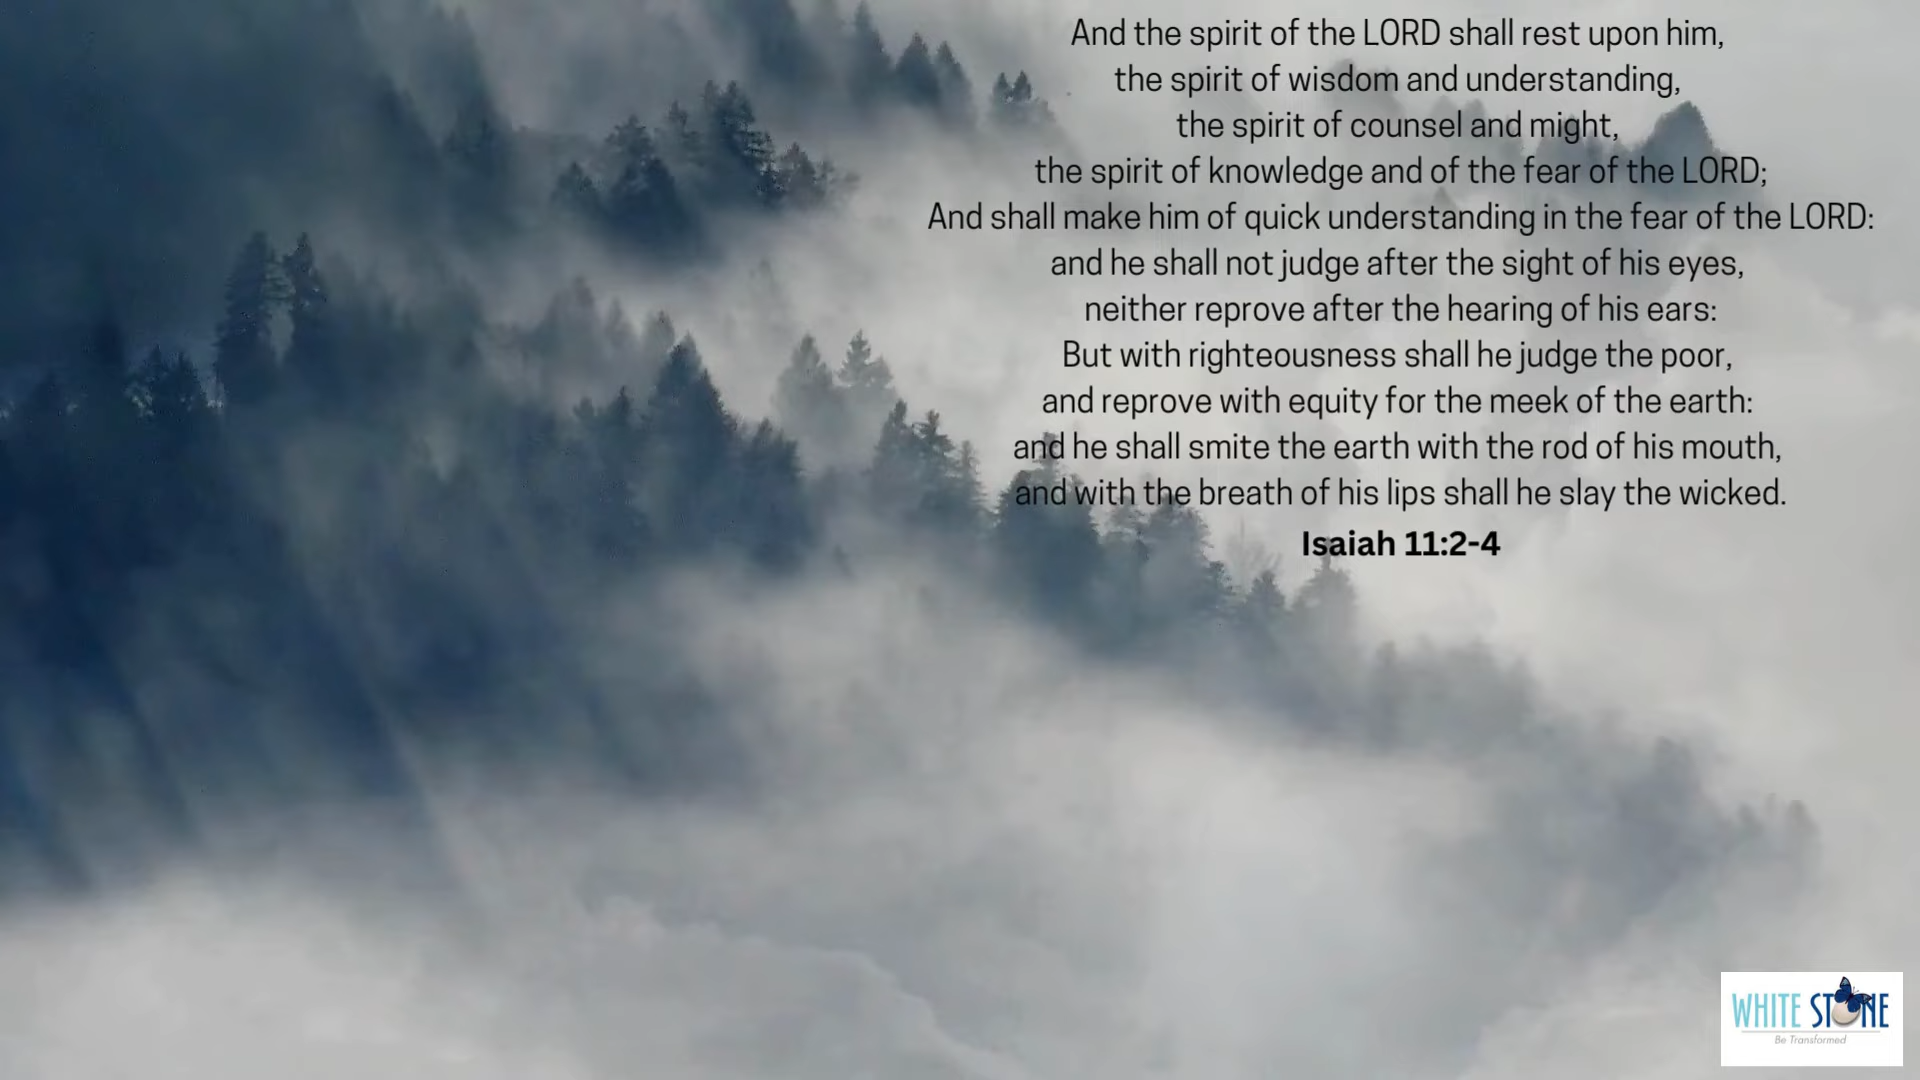 And the spirit of the LORD shall rest upon him,
the spirit of wisdom and understanding,
the spirit of counsel and might,
the spirit of knowledge and of the fear of the LORD;
And shall make him of quick understanding in the fear of the LORD:
and he shall not judge after the sight of his eyes,
neither reprove after the hearing of his ears:
But with righteousness shall he judge the poor,
and reprove with equity for the meek of the earth:
and he shall smite the earth with the rod of his mouth,
and with the breath of his lips shall he slay the wicked.
Isaiah 11:2-4
WHITE STONE
Be Transformed